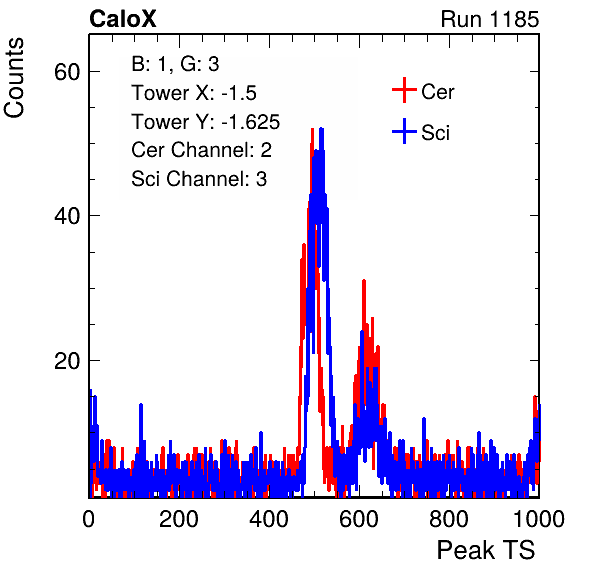 CaloX Run 1185
Counts
60
40
20
B: 1, G: 3
Tower X: -1.5
Tower Y: -1.625
Cer Channel: 2
Sci Channel: 3
Cer
Sci
0 200 400 600 800 1000
Peak TS